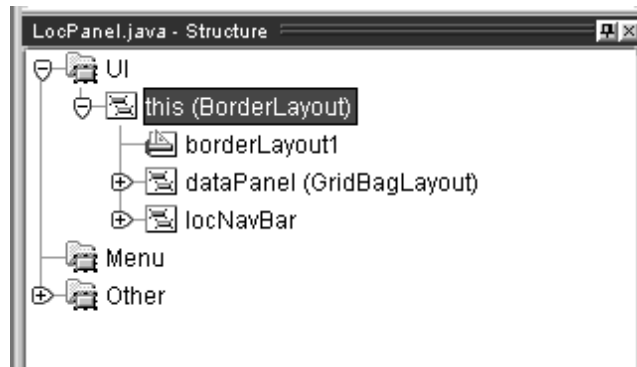 LocPanel.java - Structure
UI
this (BorderLayout)
borderLayout1
dataPanel (GridBagLayout)
locNavBar
Menu
Other